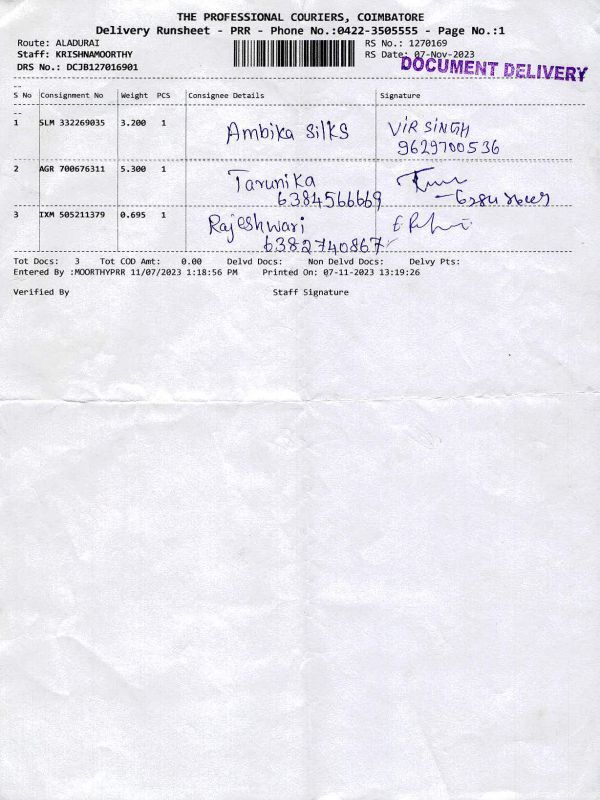 THE PROFESSIONAL COURIERS, COIMBATORE
Delivery Runsheet - PRR - Phone No.:0422-3505555 - Page No.:1
Route: ALADURAI RS No.: 1270169
Staff: KRISHNAMOORTHY RS Date: 07-Nov-2023
DRS No.: DCJB127016901
DOCUMENT DELIVERY
S No Consignment No Weight PCS Consignee Details Signature
1 SLM 332269035 3.200 1 Ambika Silks VIR SINGH
9629700536
2 AGR 700676311 5.300 1 Tarunika
6384566669
3 IXM 505211379 0.695 1 Rajeshwari
6382740867
Tot Docs: 3 Tot COD Amt: 0.00 Delvd Docs: Non Delvd Docs: Delvy Pts:
Entered By :MOORTHYPRR 11/07/2023 1:18:56 PM Printed On: 07-11-2023 13:19:26
Verified By Staff Signature